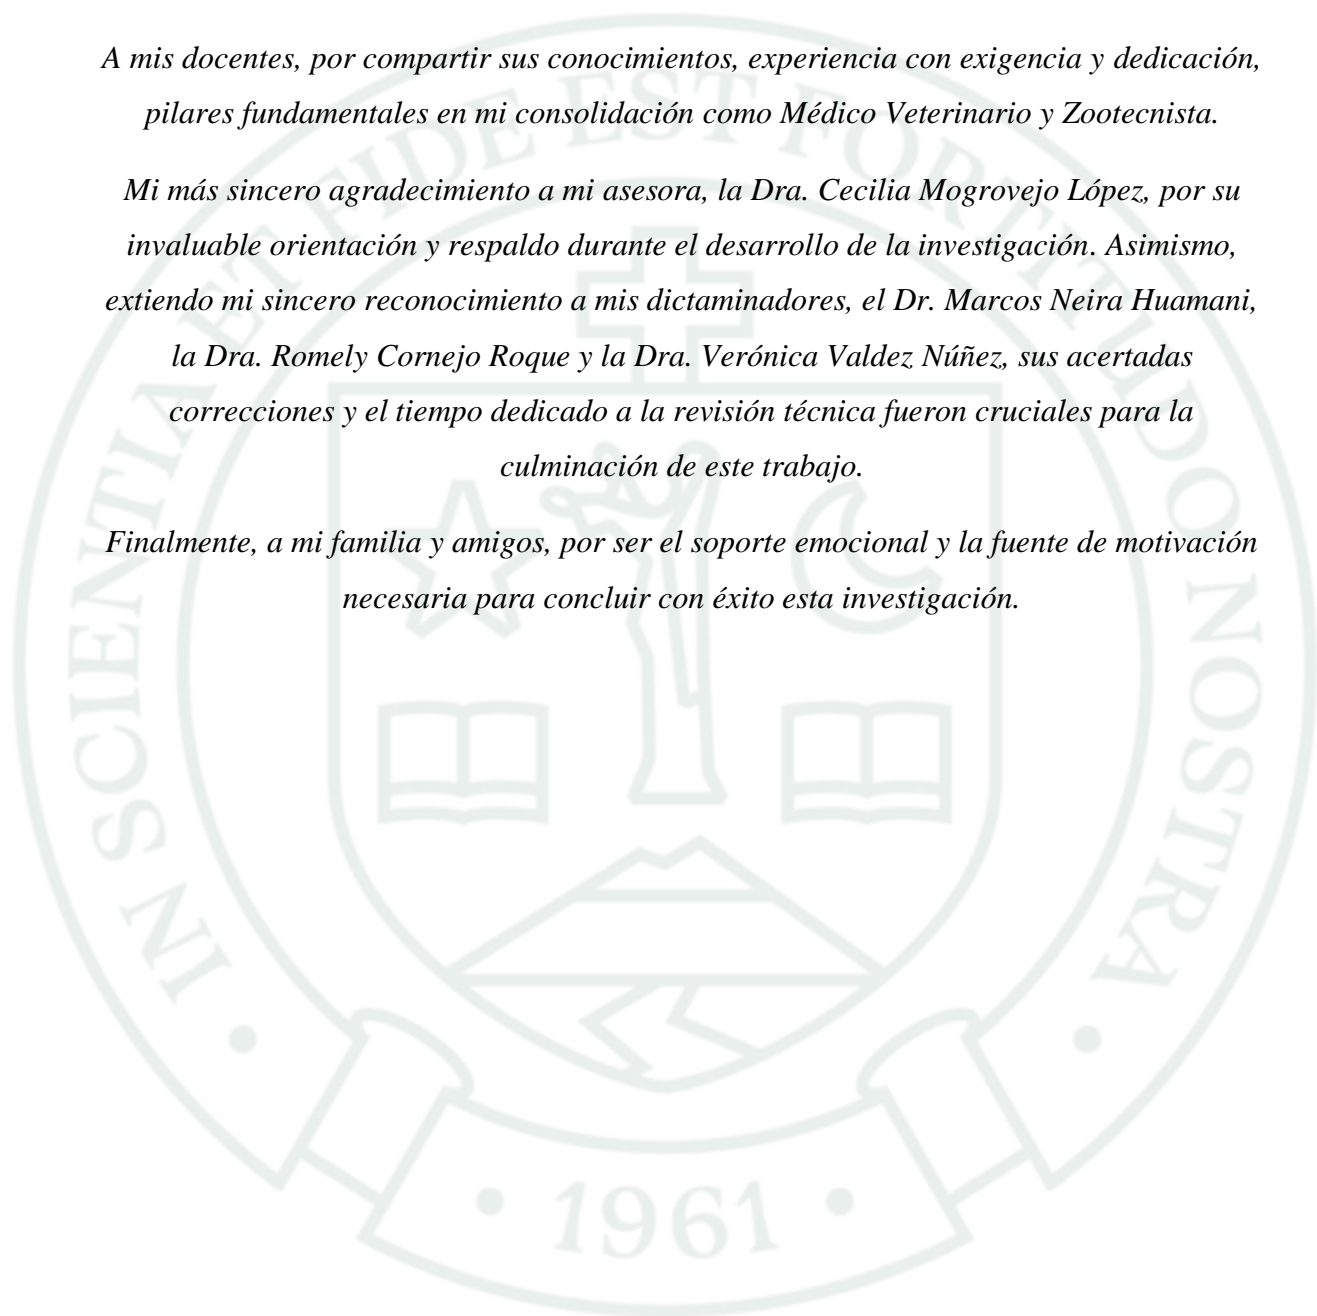 A mis docentes, por compartir sus conocimientos, experiencia con exigencia y dedicación,
pilares fundamentales en mi consolidación como Médico Veterinario y Zootecnista.
Mi más sincero agradecimiento a mi asesora, la Dra. Cecilia Mogrovejo López, por su
invaluable orientación y respaldo durante el desarrollo de la investigación. Asimismo,
extiendo mi sincero reconocimiento a mis dictaminadores, el Dr. Marcos Neira Huamani,
la Dra. Romely Cornejo Roque y la Dra. Verónica Valdez Núñez, sus acertadas
correcciones y el tiempo dedicado a la revisión técnica fueron cruciales para la
culminación de este trabajo.
Finalmente, a mi familia y amigos, por ser el soporte emocional y la fuente de motivación
necesaria para concluir con éxito esta investigación.
IN SCIENTIA ET FIDE EST FORTITUDO NOSTRA
• 1961 •